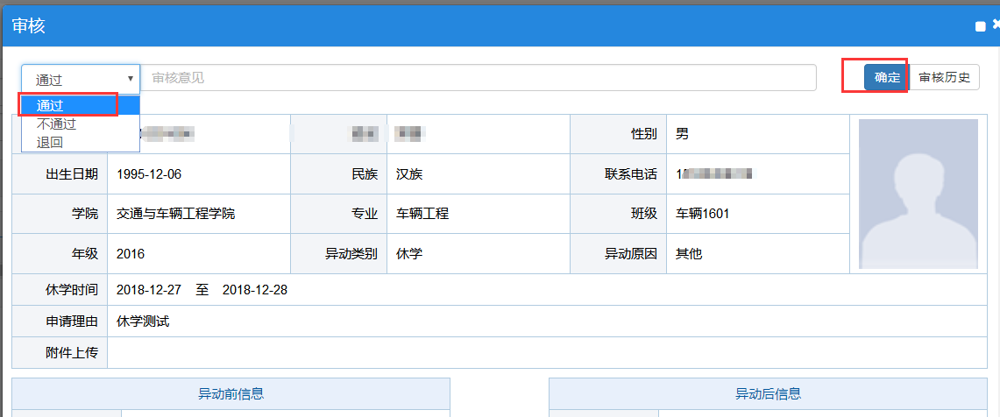 审核
通过 审核意见 确定 审核历史
通过
不通过
退回
性别 男
出生日期 1995-12-06 民族 汉族 联系电话 1
学院 交通与车辆工程学院 专业 车辆工程 班级 车辆1601
年级 2016 异动类别 休学 异动原因 其他
休学时间 2018-12-27 至 2018-12-28
申请理由 休学测试
附件上传
异动前信息 异动后信息